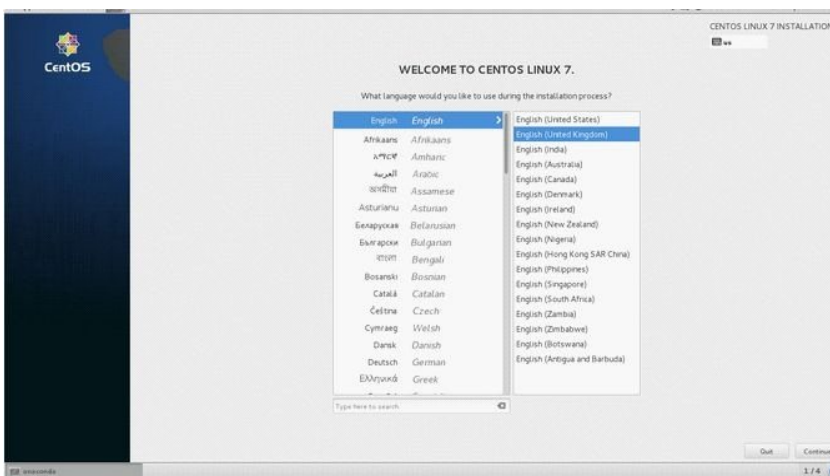 CENTOS LINUX 7 INSTALLATION
us
CentOS
WELCOME TO CENTOS LINUX 7.
What language would you like to use during the installation process?
English English
Afrikaans Afrikaans
አማርኛ Amharic
العربية Arabic
অসমীয়া Assamese
Asturianu Asturian
Беларуская Belarusian
Български Bulgarian
বাংলা Bengali
Bosanski Bosnian
Català Catalan
Čeština Czech
Cymraeg Welsh
Dansk Danish
Deutsch German
Ελληνικά Greek
English (United States)
English (United Kingdom)
English (India)
English (Australia)
English (Canada)
English (Denmark)
English (Ireland)
English (New Zealand)
English (Nigeria)
English (Hong Kong SAR China)
English (Philippines)
English (Singapore)
English (South Africa)
English (Zambia)
English (Zimbabwe)
English (Botswana)
English (Antigua and Barbuda)
Type here to search.
Quit
Continue
anaconda
1 / 4